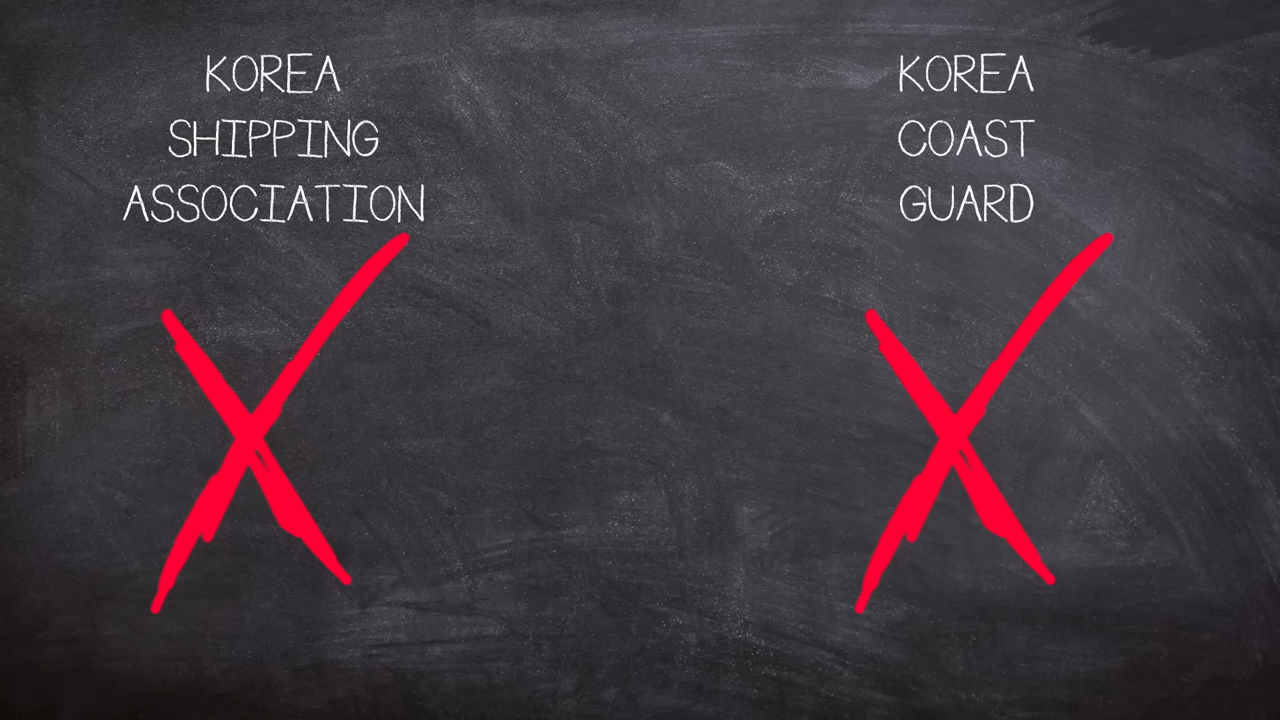 KOREA
SHIPPING
ASSOCIATION
KOREA
COAST
GUARD